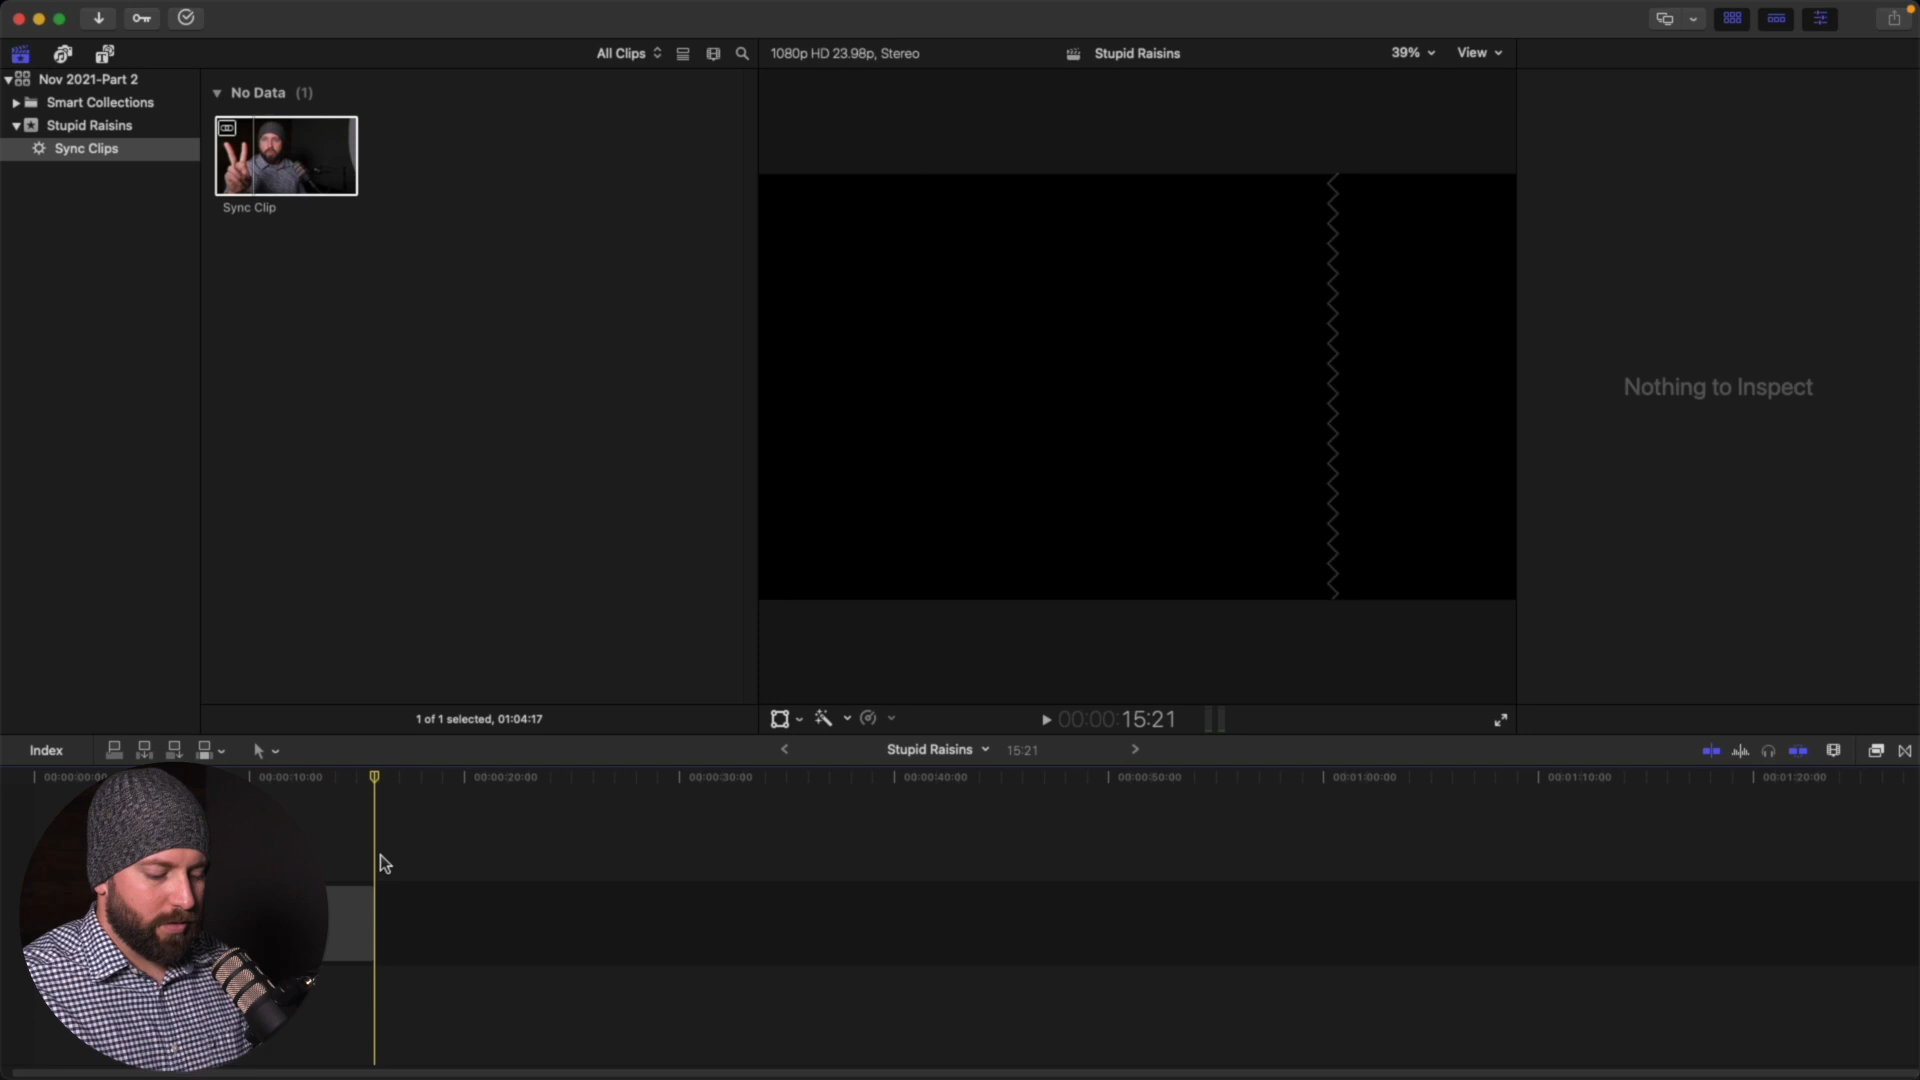 All Clips
1080p HD 23.98p, Stereo
Stupid Raisins
39%
View
Nov 2021-Part 2
Smart Collections
Stupid Raisins
Sync Clips
No Data (1)
Sync Clip
Nothing to Inspect
1 of 1 selected, 01:04:17
00:00:15:21
Index
Stupid Raisins
15:21
00:00:00:00
00:00:10:00
00:00:20:00
00:00:30:00
00:00:40:00
00:00:50:00
00:01:00:00
00:01:10:00
00:01:20:00